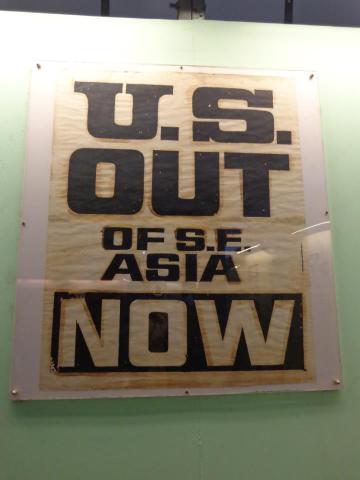 U.S.
OUT
OF S.E.
ASIA
NOW